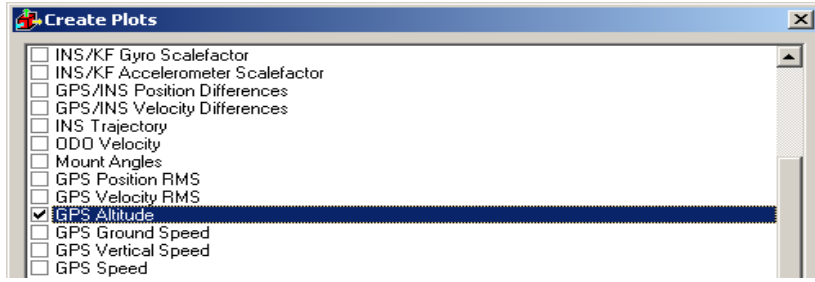 Create Plots
INS/KF Gyro Scalefactor
INS/KF Accelerometer Scalefactor
GPS/INS Position Differences
GPS/INS Velocity Differences
INS Trajectory
ODO Velocity
Mount Angles
GPS Position RMS
GPS Velocity RMS
GPS Altitude
GPS Ground Speed
GPS Vertical Speed
GPS Speed